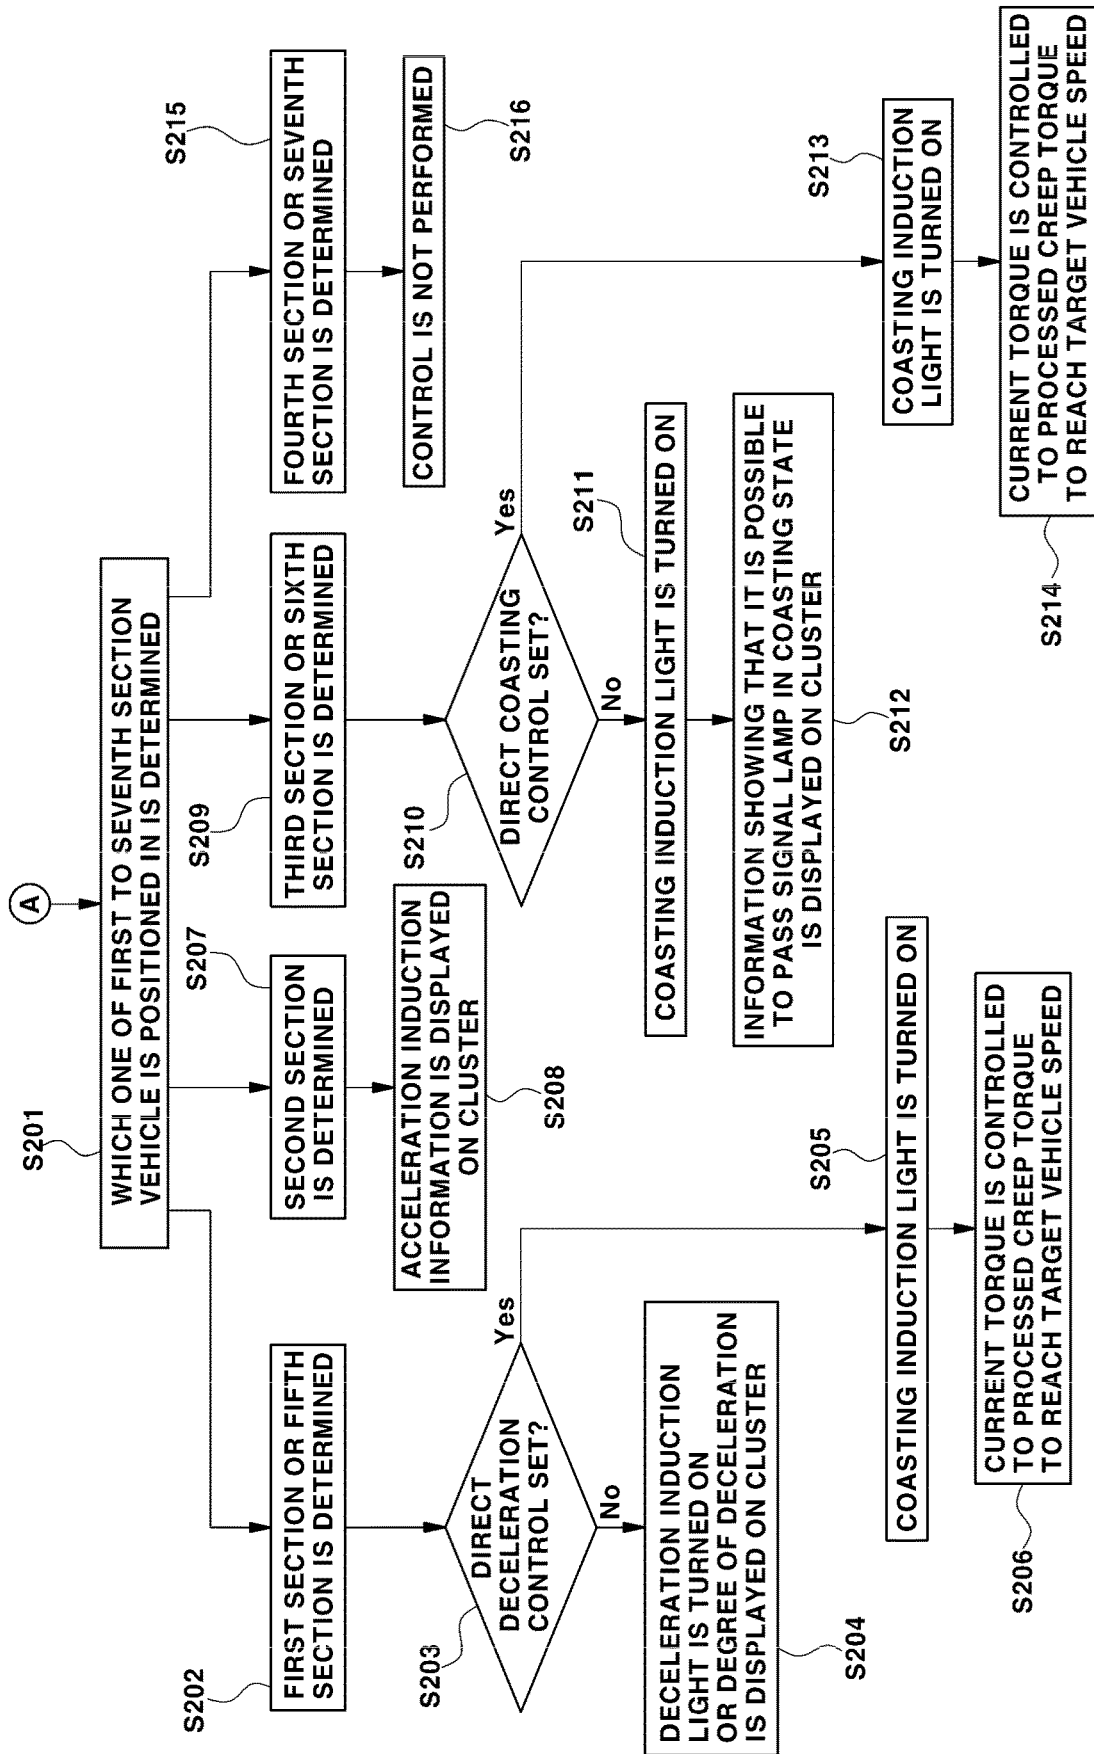 A
S201
WHICH ONE OF FIRST TO SEVENTH SECTION
VEHICLE IS POSITIONED IN IS DETERMINED
S202
FIRST SECTION OR FIFTH
SECTION IS DETERMINED
S203
DIRECT
DECELERATION
CONTROL SET?
Yes
No
DECELERATION INDUCTION
LIGHT IS TURNED ON
OR DEGREE OF DECELERATION
IS DISPLAYED ON CLUSTER
S204
S205
COASTING INDUCTION LIGHT IS TURNED ON
CURRENT TORQUE IS CONTROLLED
TO PROCESSED CREEP TORQUE
TO REACH TARGET VEHICLE SPEED
S206
S207
SECOND SECTION
IS DETERMINED
ACCELERATION INDUCTION
INFORMATION IS DISPLAYED
ON CLUSTER
S208
S209
THIRD SECTION OR SIXTH
SECTION IS DETERMINED
S210
DIRECT COASTING
CONTROL SET?
Yes
No
S211
COASTING INDUCTION LIGHT IS TURNED ON
INFORMATION SHOWING THAT IT IS POSSIBLE
TO PASS SIGNAL LAMP IN COASTING STATE
IS DISPLAYED ON CLUSTER
S212
S213
COASTING INDUCTION
LIGHT IS TURNED ON
CURRENT TORQUE IS CONTROLLED
TO PROCESSED CREEP TORQUE
TO REACH TARGET VEHICLE SPEED
S214
S215
FOURTH SECTION OR SEVENTH
SECTION IS DETERMINED
CONTROL IS NOT PERFORMED
S216